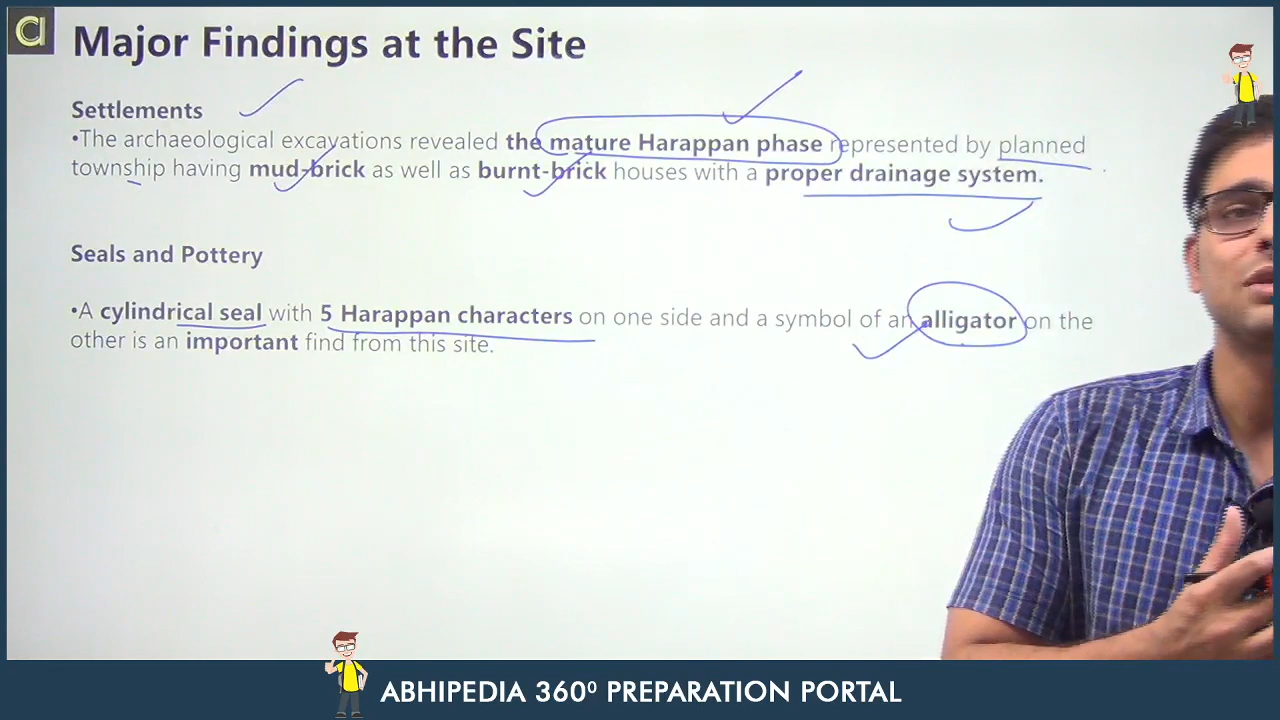 a
Major Findings at the Site
Settlements
•The archaeological excavations revealed the mature Harappan phase represented by planned
township having mud-brick as well as burnt-brick houses with a proper drainage system.
Seals and Pottery
•A cylindrical seal with 5 Harappan characters on one side and a symbol of an alligator on the
other is an important find from this site.
ABHIPEDIA 360⁰ PREPARATION PORTAL